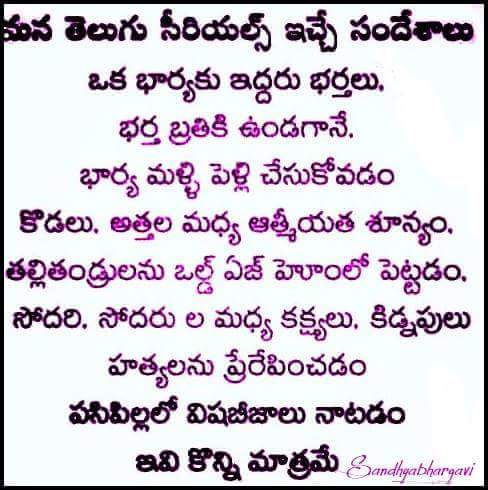 మన తెలుగు సీరియల్స్ ఇచ్చే సందేశాలు
ఒక భార్యకు ఇద్దరు భర్తలు.
భర్త బ్రతికి ఉండగానే.
భార్య మళ్ళి పెళ్లి చేసుకోవడం
కొడలు. అత్తల మధ్య ఆత్మీయత శూన్యం.
తల్లితండ్రులను ఒల్డ్ ఏజ్ హెూంలో పెట్టడం.
సోదరి. సోదరు ల మధ్య కక్ష్యలు. కిడ్నపులు
హత్యలను ప్రేరేపించడం
పసిపిల్లలో విషబీజాలు నాటడం
ఇవి కొన్ని మాత్రమే
Sandhyabhargavi